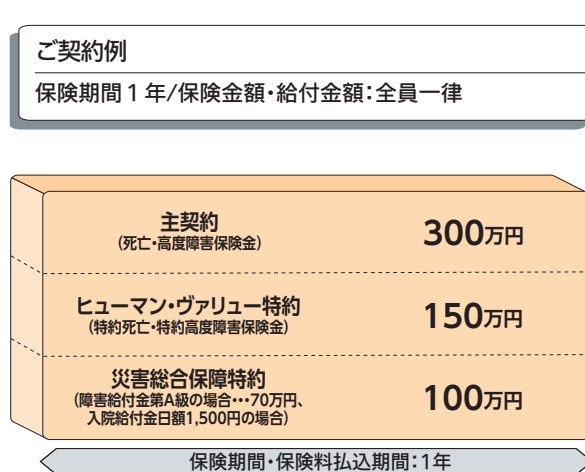 ご契約例
保険期間1年/保険金額・給付金額:全員一律
主契約
(死亡・高度障害保険金)
300万円
ヒューマン・ヴァリュー特約
(特約死亡・特約高度障害保険金)
150万円
災害総合保障特約
(障害給付金第A級の場合・・・70万円、
入院給付金日額1,500円の場合)
100万円
保険期間・保険料払込期間:1年